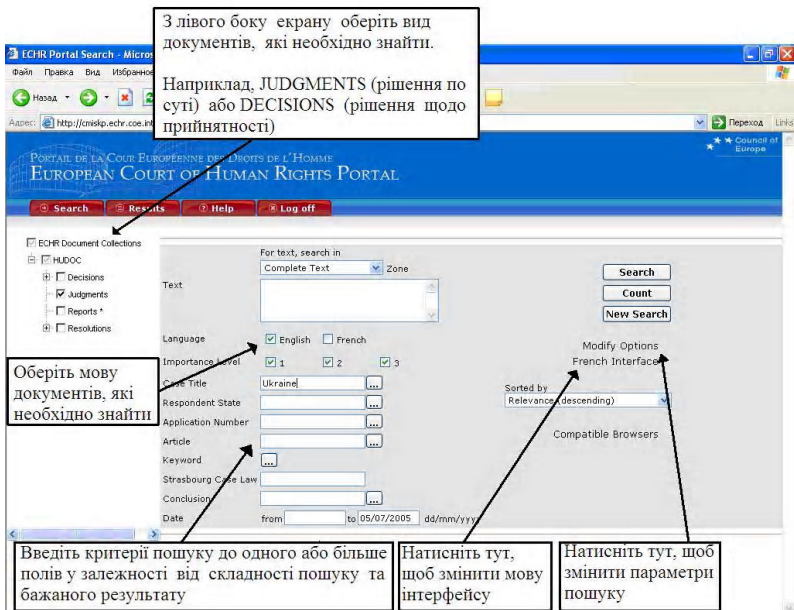 З лівого боку екрану оберіть вид
документів, які необхідно знайти.
Наприклад, JUDGMENTS (рішення по
суті) або DECISIONS (рішення щодо
прийнятності)
ECHR Portal Search - Micros
Файл Правка Вид Избранное
Назад
Адрес: http://cmiskp.echr.coe.int
Переход Links
PORTAIL DE LA COUR EUROPÉENNE DES DROITS DE L'HOMME
EUROPEAN COURT OF HUMAN RIGHTS PORTAL
Council of
Europe
Search Results Help Log off
ECHR Document Collections
HUDOC
Decisions
Judgments
Reports *
Resolutions
For text, search in
Complete Text Zone
Text
Language English French
Importance Level 1 2 3
Case Title Ukraine ...
Respondent State ...
Application Number ...
Article ...
Keyword ...
Strasbourg Case Law
Conclusion ...
Date from to 05/07/2005 dd/mm/yyyy
Search
Count
New Search
Modify Options
French Interface
Sorted by
Relevance (descending)
Compatible Browsers
Оберіть мову
документів, які
необхідно знайти
Введіть критерії пошуку до одного або більше
полів у залежності від складності пошуку та
бажаного результату
Натисніть тут,
щоб змінити мову
інтерфейсу
Натисніть тут, щоб
змінити параметри
пошуку